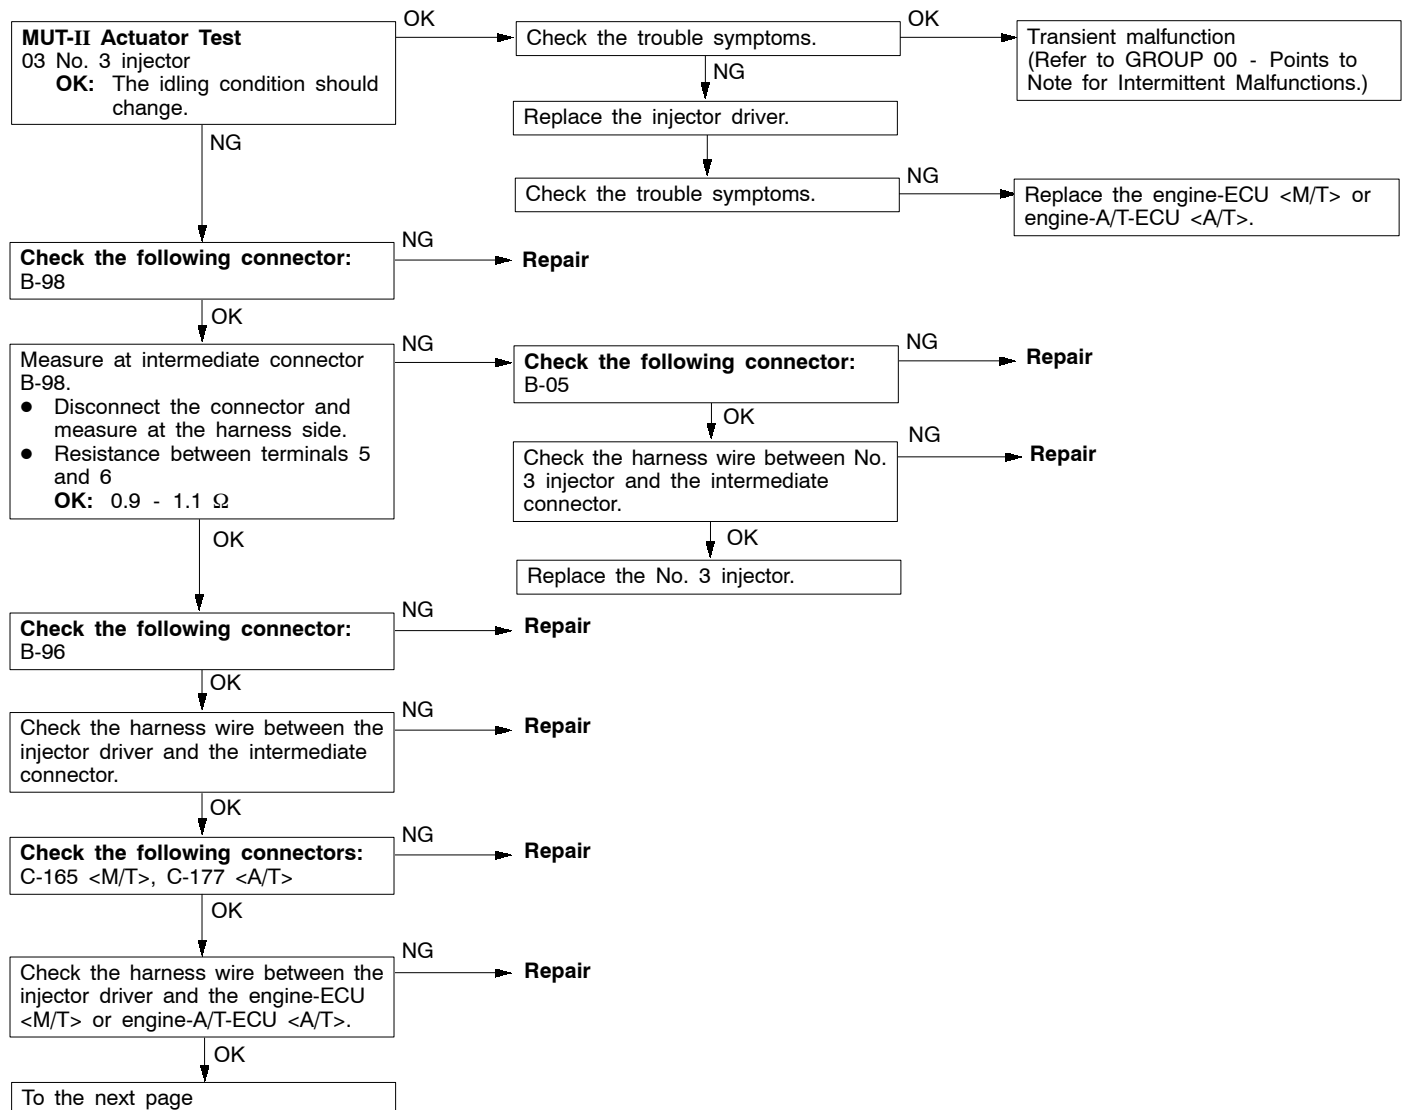 MUT-II Actuator Test
03 No. 3 injector
OK: The idling condition should
change.
OK
Check the trouble symptoms.
OK
Transient malfunction
(Refer to GROUP 00 - Points to
Note for Intermittent Malfunctions.)
NG
Replace the injector driver.
Check the trouble symptoms.
NG
Replace the engine-ECU <M/T> or
engine-A/T-ECU <A/T>.
NG
Check the following connector:
B-98
NG
Repair
OK
Measure at intermediate connector
B-98.
● Disconnect the connector and
measure at the harness side.
● Resistance between terminals 5
and 6
OK: 0.9 - 1.1 Ω
NG
Check the following connector:
B-05
NG
Repair
OK
Check the harness wire between No.
3 injector and the intermediate
connector.
NG
Repair
OK
Replace the No. 3 injector.
OK
Check the following connector:
B-96
NG
Repair
OK
Check the harness wire between the
injector driver and the intermediate
connector.
NG
Repair
OK
Check the following connectors:
C-165 <M/T>, C-177 <A/T>
NG
Repair
OK
Check the harness wire between the
injector driver and the engine-ECU
<M/T> or engine-A/T-ECU <A/T>.
NG
Repair
OK
To the next page